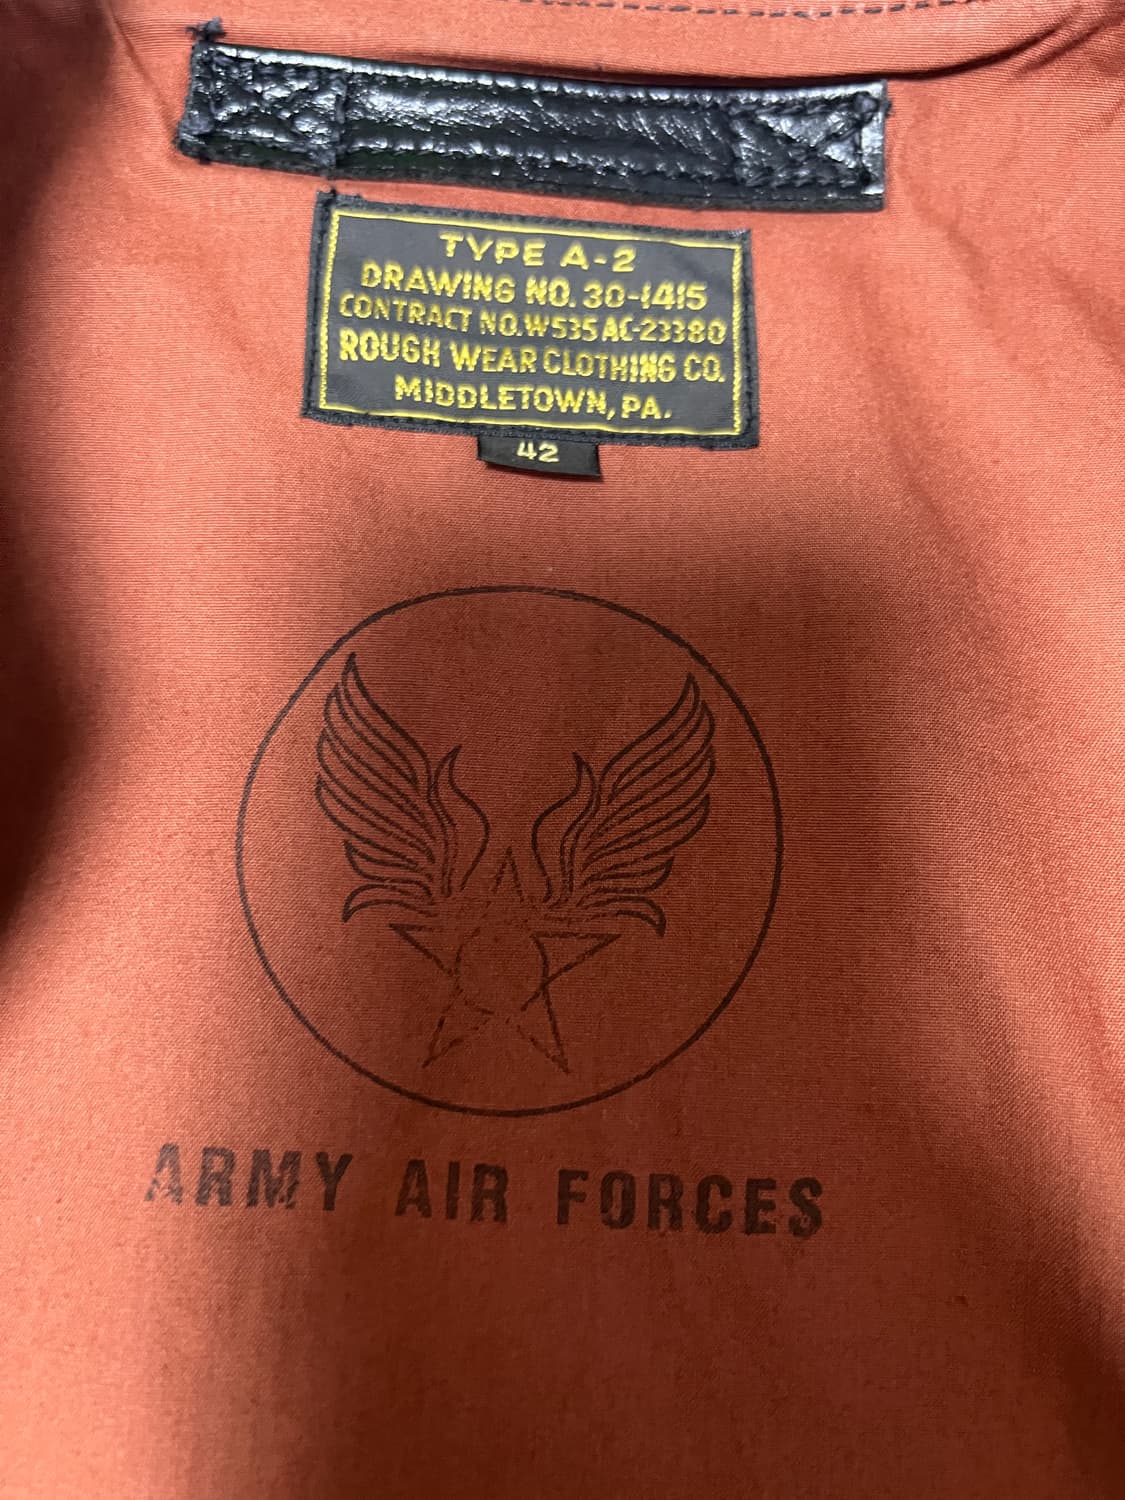 TYPE A-2
DRAWING NO. 30-1415
CONTRACT NO. W535 AC-23380
ROUGH WEAR CLOTHING CO.
MIDDLETOWN, PA.
42
ARMY AIR FORCES